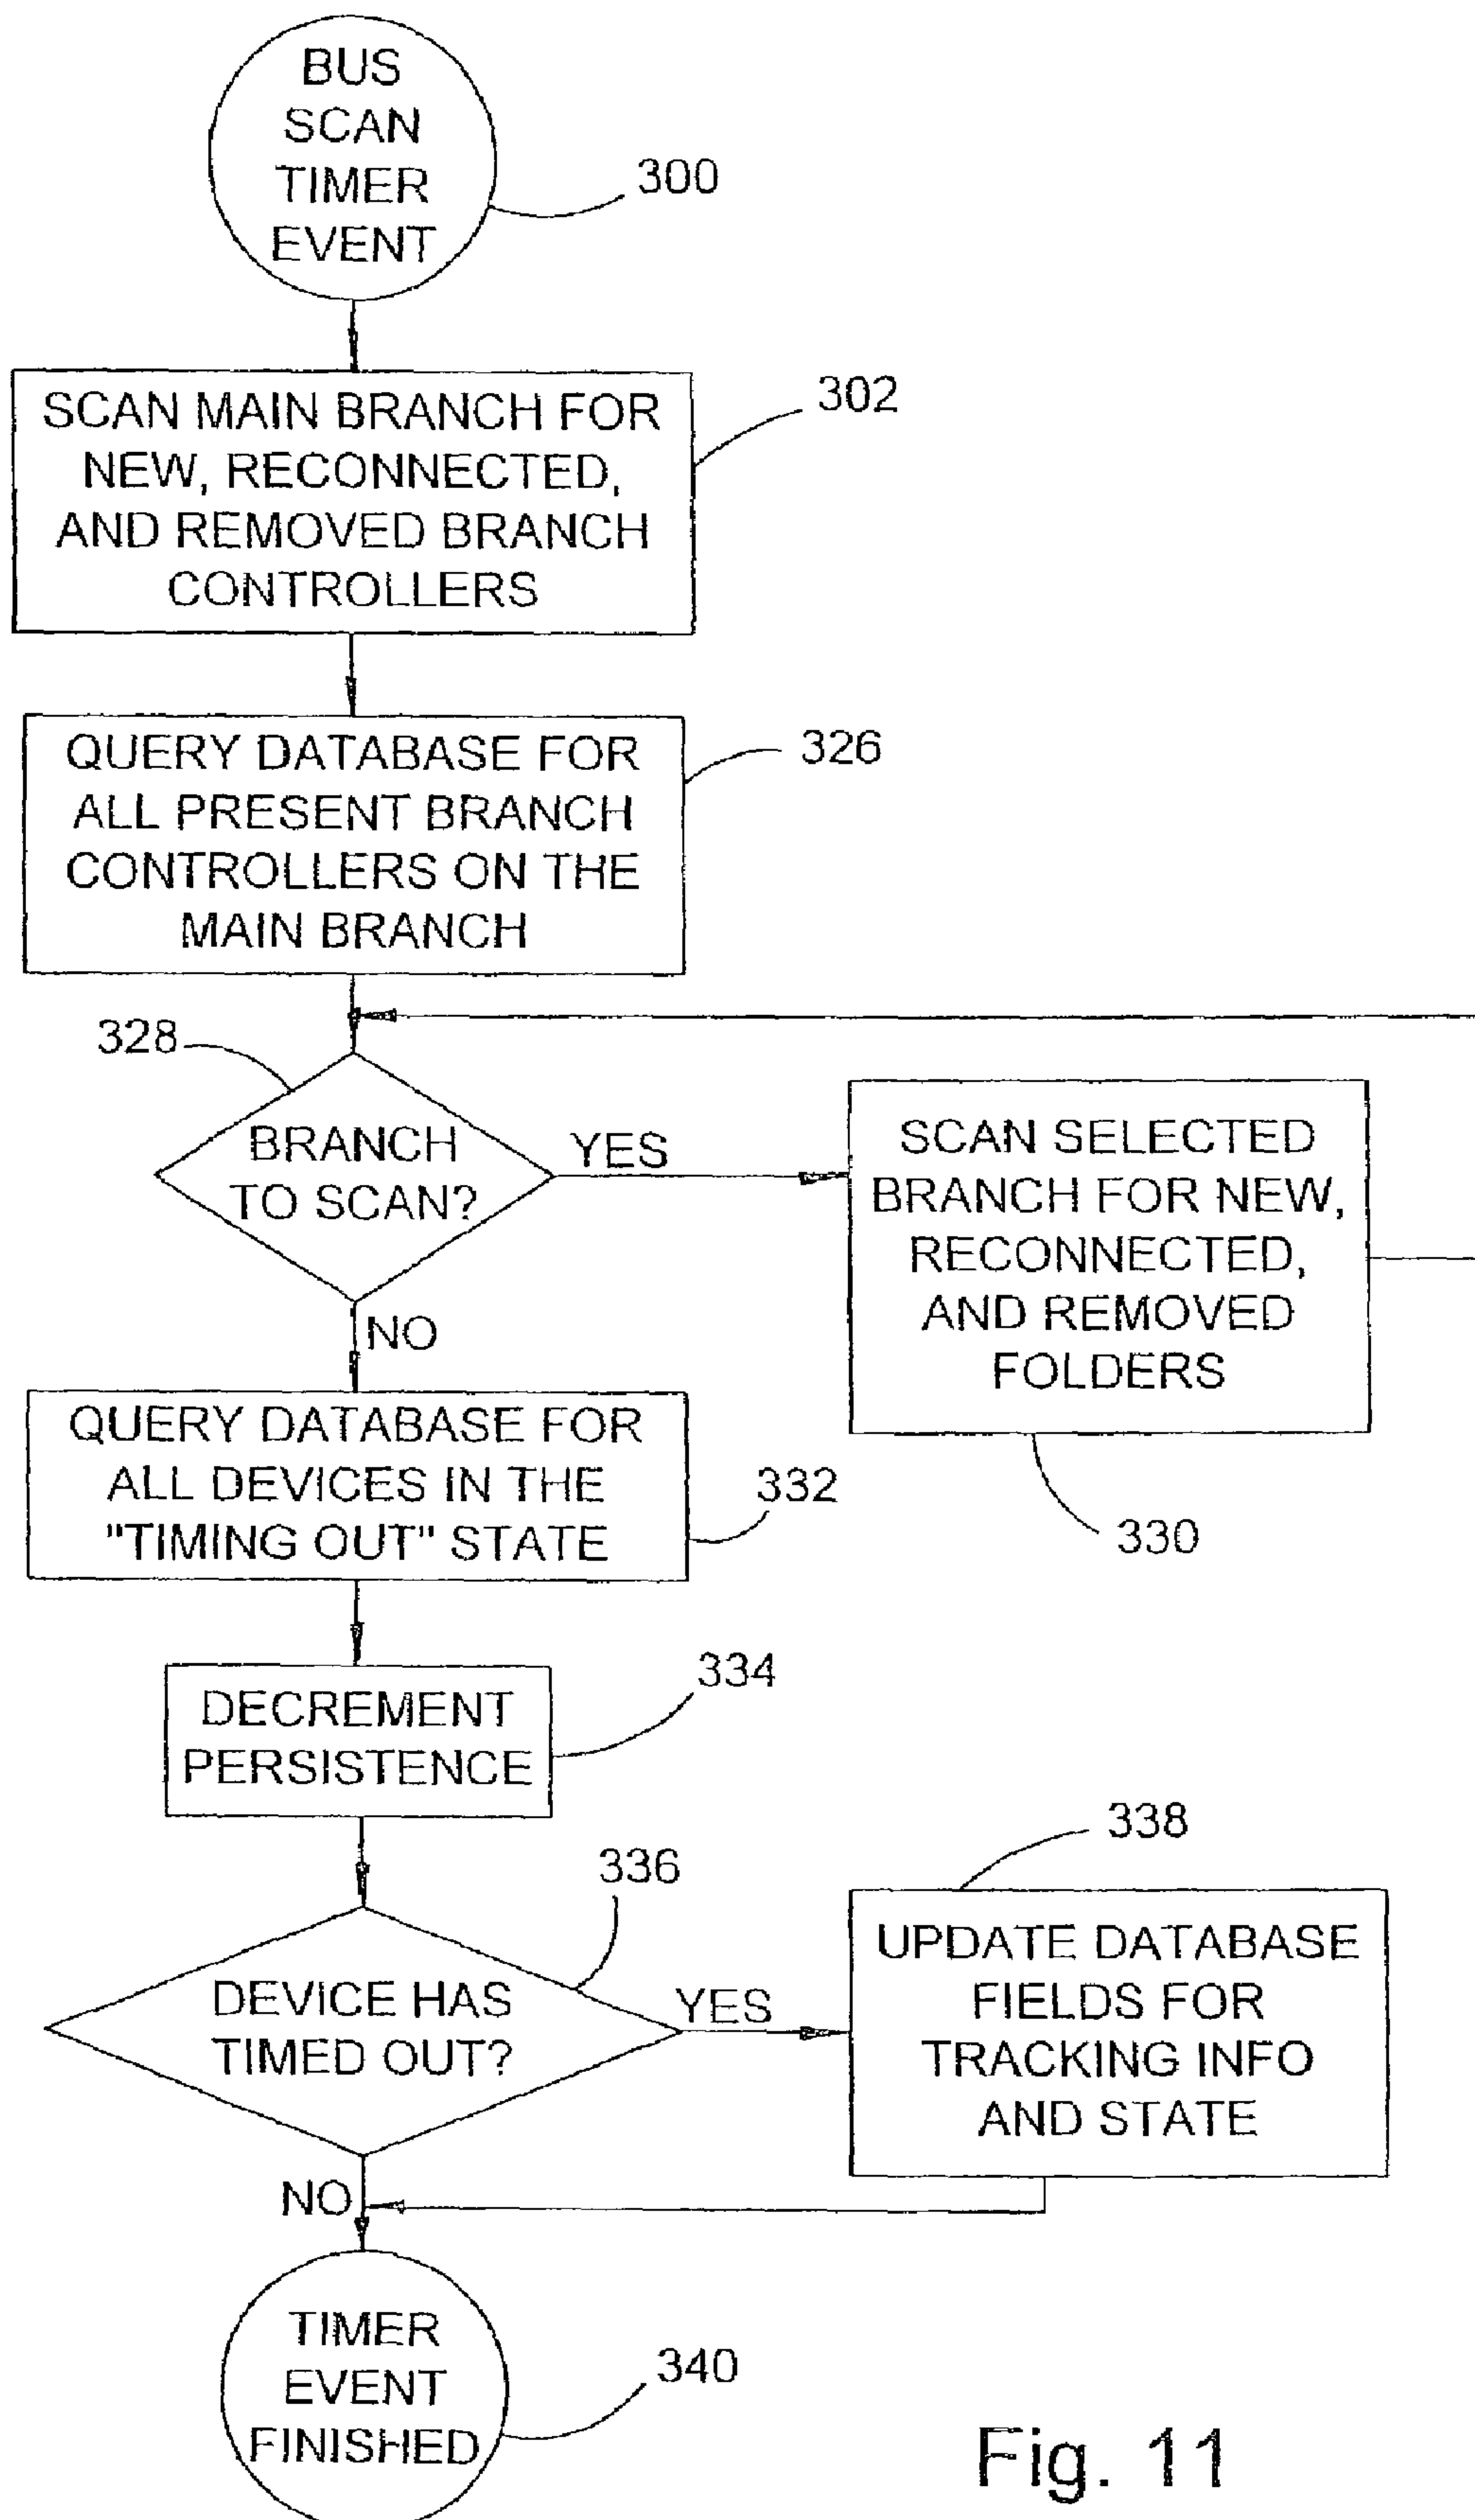 BUS
SCAN
TIMER
EVENT
300
SCAN MAIN BRANCH FOR
NEW, RECONNECTED,
AND REMOVED BRANCH
CONTROLLERS
302
QUERY DATABASE FOR
ALL PRESENT BRANCH
CONTROLLERS ON THE
MAIN BRANCH
326
328
BRANCH
TO SCAN?
YES
SCAN SELECTED
BRANCH FOR NEW,
RECONNECTED,
AND REMOVED
FOLDERS
330
NO
QUERY DATABASE FOR
ALL DEVICES IN THE
"TIMING OUT" STATE
332
DECREMENT
PERSISTENCE
334
336
DEVICE HAS
TIMED OUT?
YES
338
UPDATE DATABASE
FIELDS FOR
TRACKING INFO
AND STATE
NO
TIMER
EVENT
FINISHED
340
Fig. 11